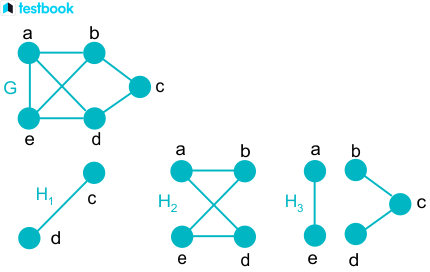 testbook
a b
G c
e d
H1 c
d
a b
H2
e d
a b
H3 c
e d